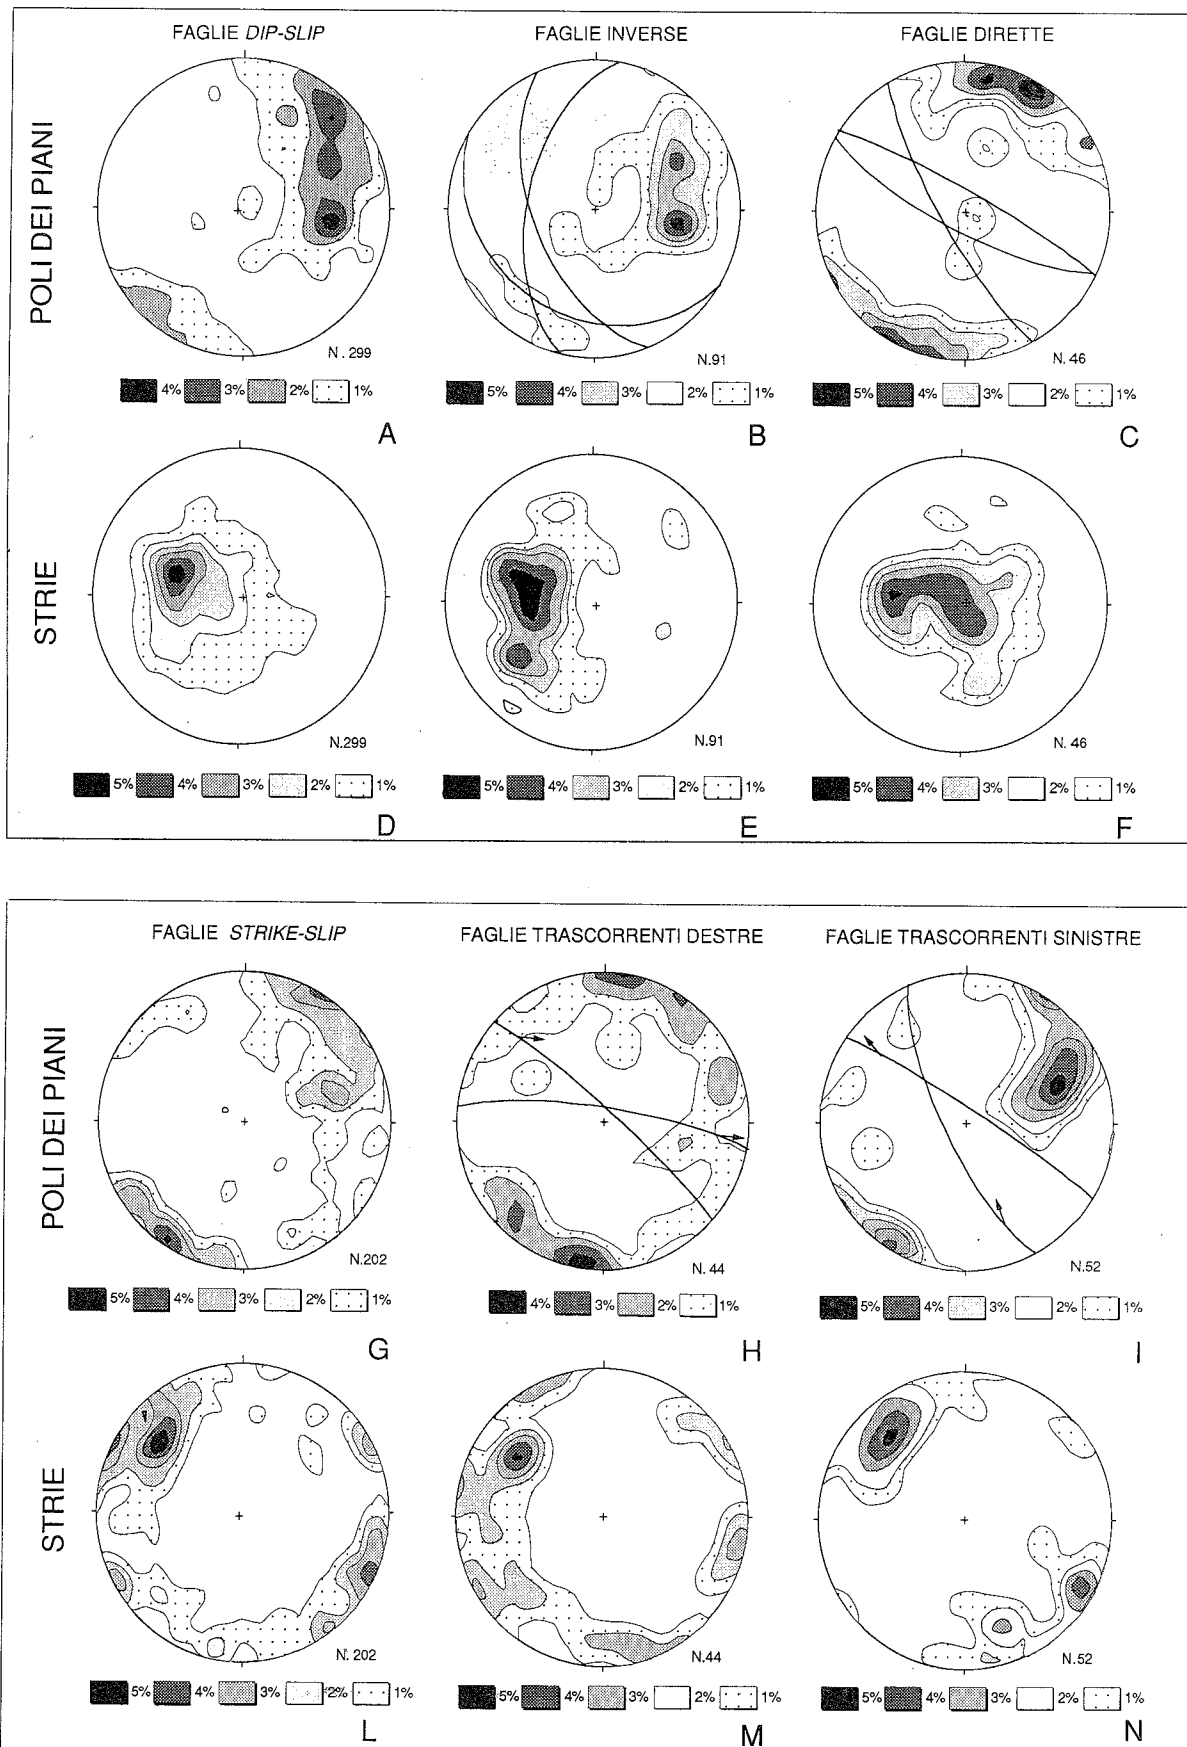 FAGLIE DIP-SLIP
FAGLIE INVERSE
FAGLIE DIRETTE
POLI DEI PIANI
N . 299
N.91
N. 46
4% 3% 2% 1%
5% 4% 3% 2% 1%
5% 4% 3% 2% 1%
A
B
C
STRIE
N.299
N.91
N. 46
5% 4% 3% 2% 1%
5% 4% 3% 2% 1%
5% 4% 3% 2% 1%
D
E
F
FAGLIE STRIKE-SLIP
FAGLIE TRASCORRENTI DESTRE
FAGLIE TRASCORRENTI SINISTRE
POLI DEI PIANI
N.202
N. 44
N.52
5% 4% 3% 2% 1%
4% 3% 2% 1%
5% 4% 3% 2% 1%
G
H
I
STRIE
N. 202
N.44
N.52
5% 4% 3% 2% 1%
5% 4% 3% 2% 1%
5% 4% 3% 2% 1%
L
M
N